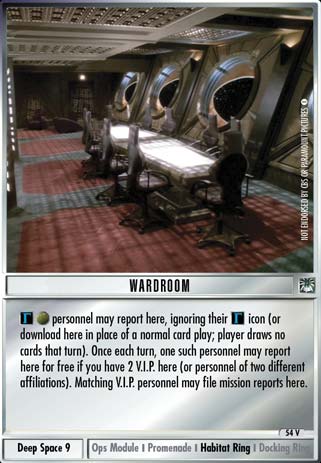 NOT ENDORSED BY CBS OR PARAMOUNT PICTURES
WARDROOM
personnel may report here, ignoring their icon (or
download here in place of a normal card play; player draws no
cards that turn). Once each turn, one such personnel may report
here for free if you have 2 V.I.P. here (or personnel of two different
affiliations). Matching V.I.P. personnel may file mission reports here.
54 V
Deep Space 9
Ops Module I Promenade I Habitat Ring I Docking Ring